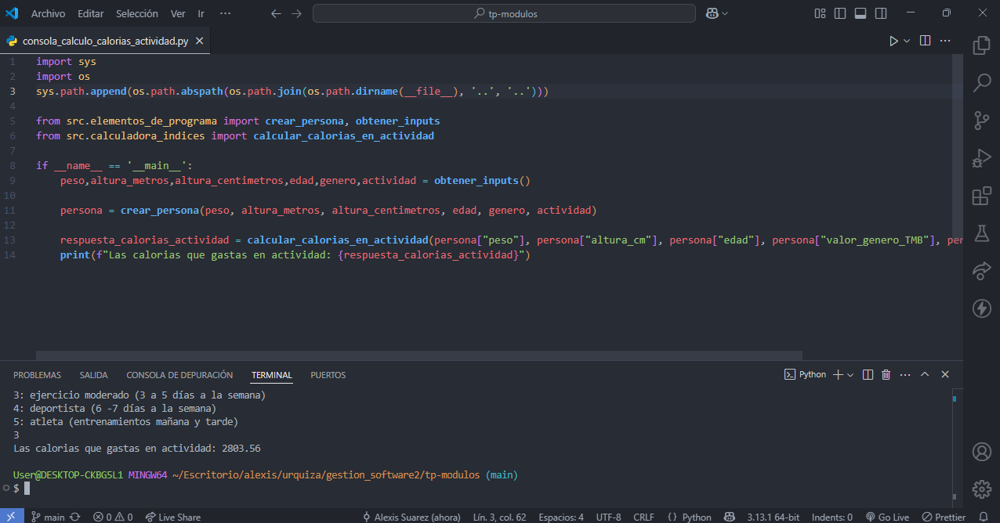 Archivo Editar Selección Ver Ir ··· tp-modulos
consola_calculo_calorias_actividad.py
1 import sys
2 import os
3 sys.path.append(os.path.abspath(os.path.join(os.path.dirname(__file__), '..', '..')))
4
5 from src.elementos_de_programa import crear_persona, obtener_inputs
6 from src.calculadora_indices import calcular_calorias_en_actividad
7
8 if __name__ == '__main__':
9 peso,altura_metros,altura_centimetros,edad,genero,actividad = obtener_inputs()
10
11 persona = crear_persona(peso, altura_metros, altura_centimetros, edad, genero, actividad)
12
13 respuesta_calorias_actividad = calcular_calorias_en_actividad(persona["peso"], persona["altura_cm"], persona["edad"], persona["valor_genero_TMB"], per
14 print(f"Las calorias que gastas en actividad: {respuesta_calorias_actividad}")
PROBLEMAS SALIDA CONSOLA DE DEPURACIÓN TERMINAL PUERTOS Python
3: ejercicio moderado (3 a 5 días a la semana)
4: deportista (6 -7 días a la semana)
5: atleta (entrenamientos mañana y tarde)
3
Las calorias que gastas en actividad: 2803.56
User@DESKTOP-CKBG5L1 MINGW64 ~/Escritorio/alexis/urquiza/gestion_software2/tp-modulos (main)
$
main 0 0 Live Share Alexis Suarez (ahora) Lín. 3, col. 62 Espacios: 4 UTF-8 CRLF {} Python 3.13.1 64-bit Indents: 0 Go Live Prettier